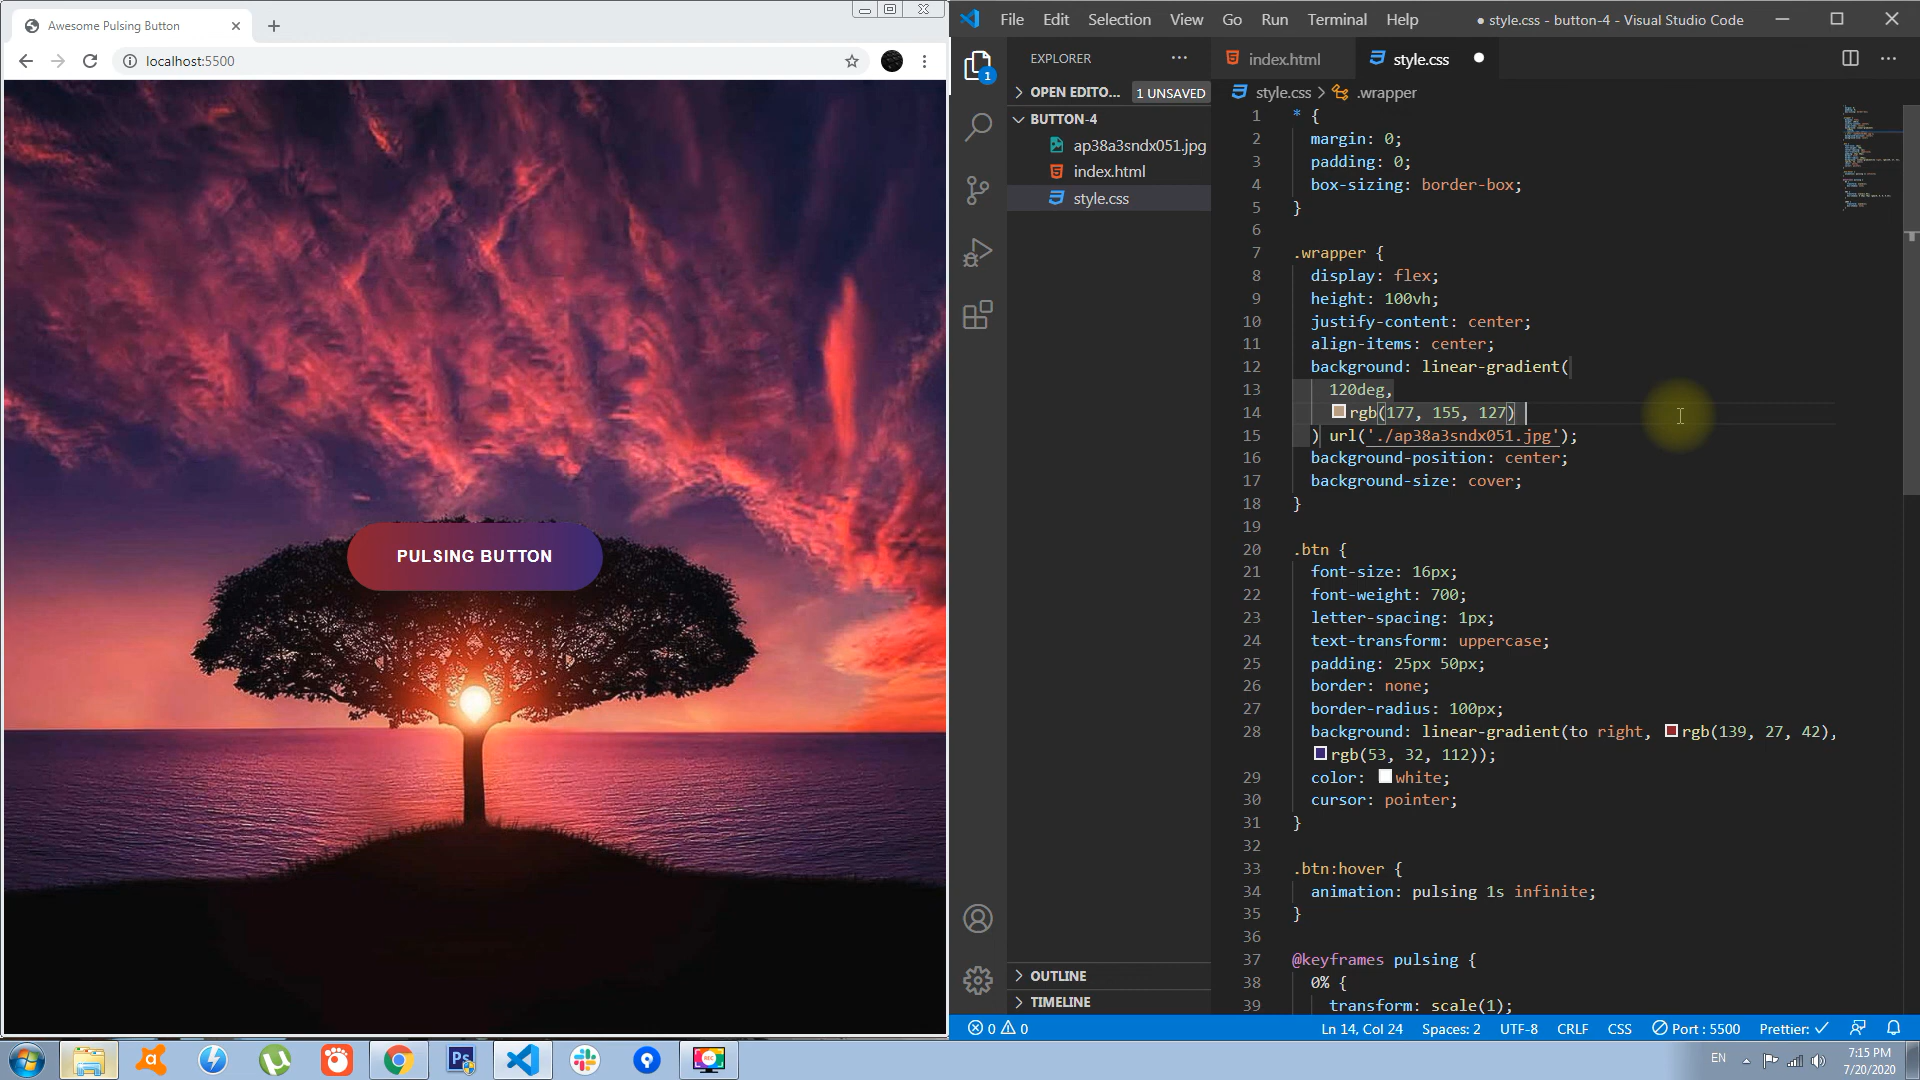 Awesome Pulsing Button
localhost:5500
PULSING BUTTON
File Edit Selection View Go Run Terminal Help
● style.css - button-4 - Visual Studio Code
EXPLORER
index.html
style.css
1
OPEN EDITO... 1 UNSAVED
BUTTON-4
ap38a3sndx051.jpg
index.html
style.css
OUTLINE
TIMELINE
style.css > .wrapper
1 * {
2 margin: 0;
3 padding: 0;
4 box-sizing: border-box;
5 }
6
7 .wrapper {
8 display: flex;
9 height: 100vh;
10 justify-content: center;
11 align-items: center;
12 background: linear-gradient(
13 120deg,
14 rgb(177, 155, 127)
15 ) url('./ap38a3sndx051.jpg');
16 background-position: center;
17 background-size: cover;
18 }
19
20 .btn {
21 font-size: 16px;
22 font-weight: 700;
23 letter-spacing: 1px;
24 text-transform: uppercase;
25 padding: 25px 50px;
26 border: none;
27 border-radius: 100px;
28 background: linear-gradient(to right, rgb(139, 27, 42),
rgb(53, 32, 112));
29 color: white;
30 cursor: pointer;
31 }
32
33 .btn:hover {
34 animation: pulsing 1s infinite;
35 }
36
37 @keyframes pulsing {
38 0% {
39 transform: scale(1);
0 0
Ln 14, Col 24 Spaces: 2 UTF-8 CRLF CSS Port : 5500 Prettier: ✓
Ps
REC
EN
7:15 PM
7/20/2020